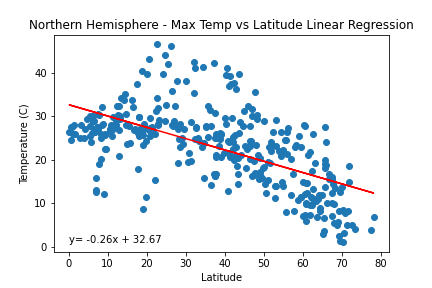 Northern Hemisphere - Max Temp vs Latitude Linear Regression
Temperature (C)
40
30
20
10
0
y= -0.26x + 32.67
0 10 20 30 40 50 60 70 80
Latitude